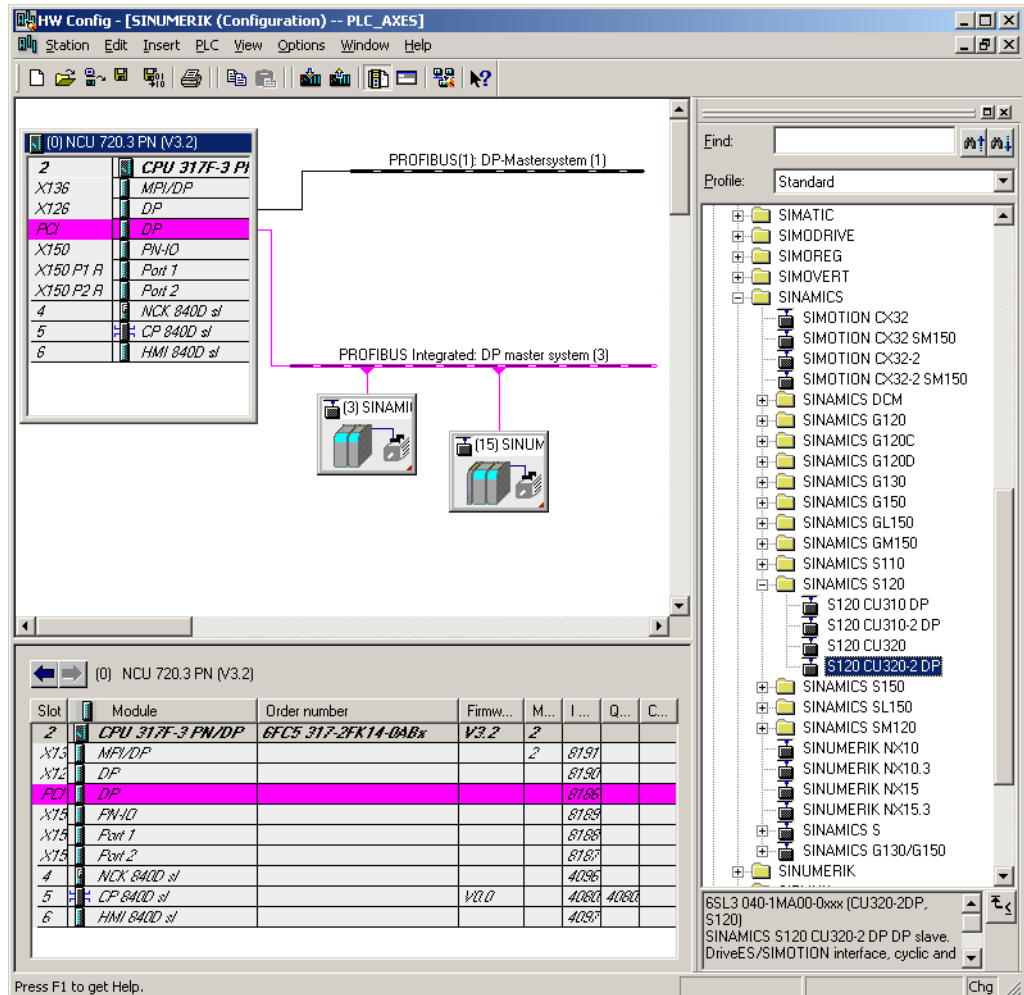 HW Config - [SINUMERIK (Configuration) -- PLC_AXES]
Station Edit Insert PLC View Options Window Help
(0) NCU 720.3 PN (V3.2)
2 CPU 317F-3 PI
X136 MPI/DP
X126 DP
PCI DP
X150 PN-IO
X150 P1 R Port 1
X150 P2 R Port 2
4 NCK 840D sl
5 CP 840D sl
6 HMI 840D sl
PROFIBUS(1): DP-Mastersystem (1)
PROFIBUS Integrated: DP master system (3)
(3) SINAMI
(15) SINUM
Find:
Profile: Standard
SIMATIC
SIMODRIVE
SIMOREG
SIMOVERT
SINAMICS
SIMOTION CX32
SIMOTION CX32 SM150
SIMOTION CX32-2
SIMOTION CX32-2 SM150
SINAMICS DCM
SINAMICS G120
SINAMICS G120C
SINAMICS G120D
SINAMICS G130
SINAMICS G150
SINAMICS GL150
SINAMICS GM150
SINAMICS S110
SINAMICS S120
S120 CU310 DP
S120 CU310-2 DP
S120 CU320
S120 CU320-2 DP
SINAMICS S150
SINAMICS SL150
SINAMICS SM120
SINUMERIK NX10
SINUMERIK NX10.3
SINUMERIK NX15
SINUMERIK NX15.3
SINAMICS S
SINAMICS G130/G150
SINUMERIK
6SL3 040-1MA00-0xxx (CU320-2DP,
S120)
SINAMICS S120 CU320-2 DP DP slave.
DriveES/SIMOTION interface, cyclic and
(0) NCU 720.3 PN (V3.2)
Slot Module Order number Firmw... M... I ... Q... C...
2 CPU 317F-3 PN/DP 6FC5 317-2FK14-0ABx V3.2 2
X13 MPI/DP 2 8191
X12 DP 8190
PCI DP 8186
X15 PN-IO 8189
X15 Port 1 8188
X15 Port 2 8187
4 NCK 840D sl 4096
5 CP 840D sl V0.0 4080 4080
6 HMI 840D sl 4097
Press F1 to get Help.
Chg